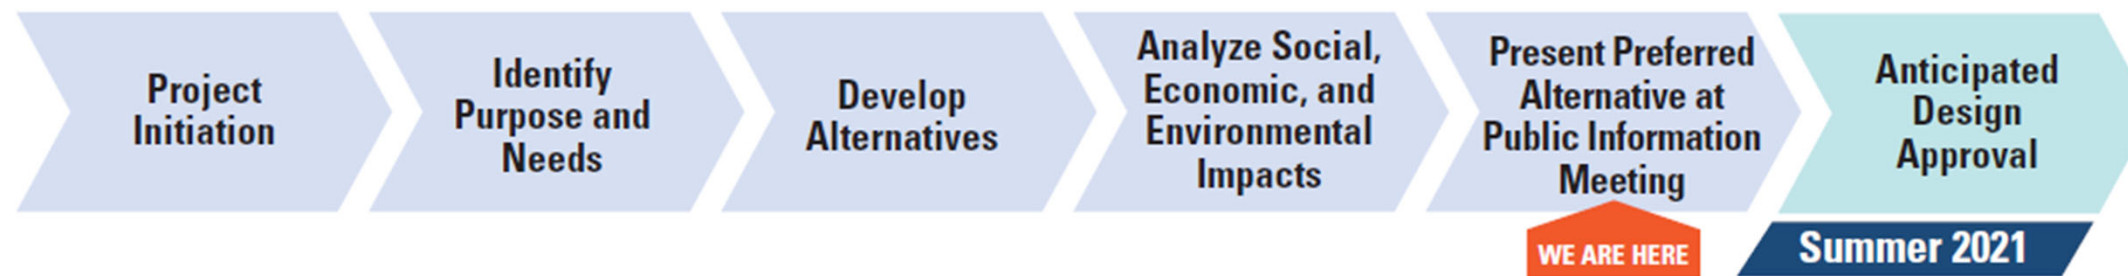 Project
Initiation
Identify
Purpose and
Needs
Develop
Alternatives
Analyze Social,
Economic, and
Environmental
Impacts
Present Preferred
Alternative at
Public Information
Meeting
Anticipated
Design
Approval
WE ARE HERE
Summer 2021